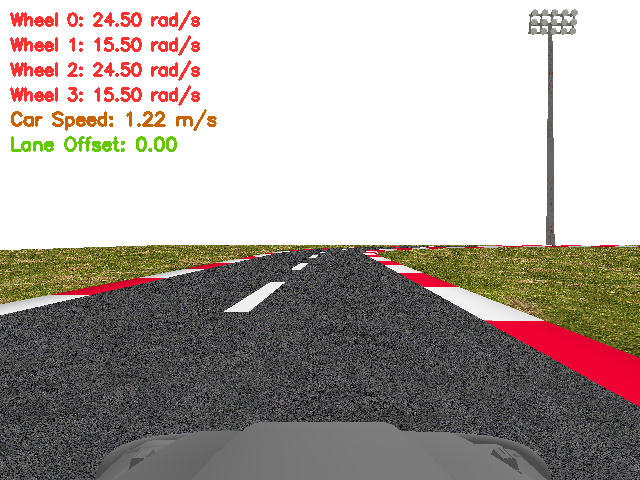 Wheel 0: 24.50 rad/s
Wheel 1: 15.50 rad/s
Wheel 2: 24.50 rad/s
Wheel 3: 15.50 rad/s
Car Speed: 1.22 m/s
Lane Offset: 0.00